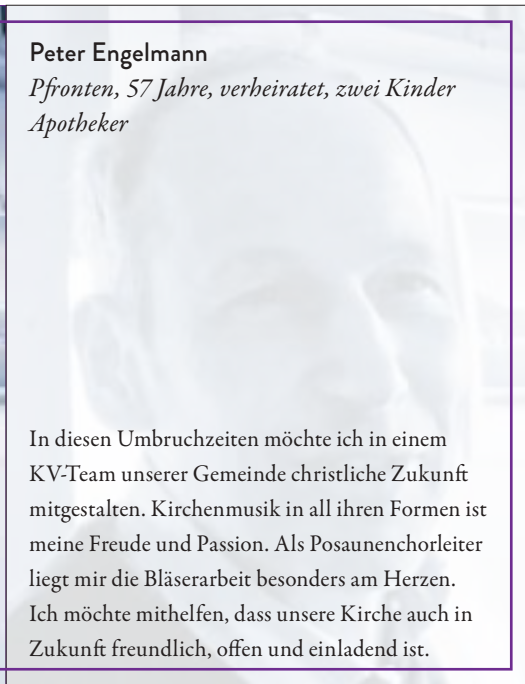 Peter Engelmann
Pfronten, 57 Jahre, verheiratet, zwei Kinder
Apotheker
In diesen Umbruchzeiten möchte ich in einem
KV-Team unserer Gemeinde christliche Zukunft
mitgestalten. Kirchenmusik in all ihren Formen ist
meine Freude und Passion. Als Posaunenchorleiter
liegt mir die Bläserarbeit besonders am Herzen.
Ich möchte mithelfen, dass unsere Kirche auch in
Zukunft freundlich, offen und einladend ist.